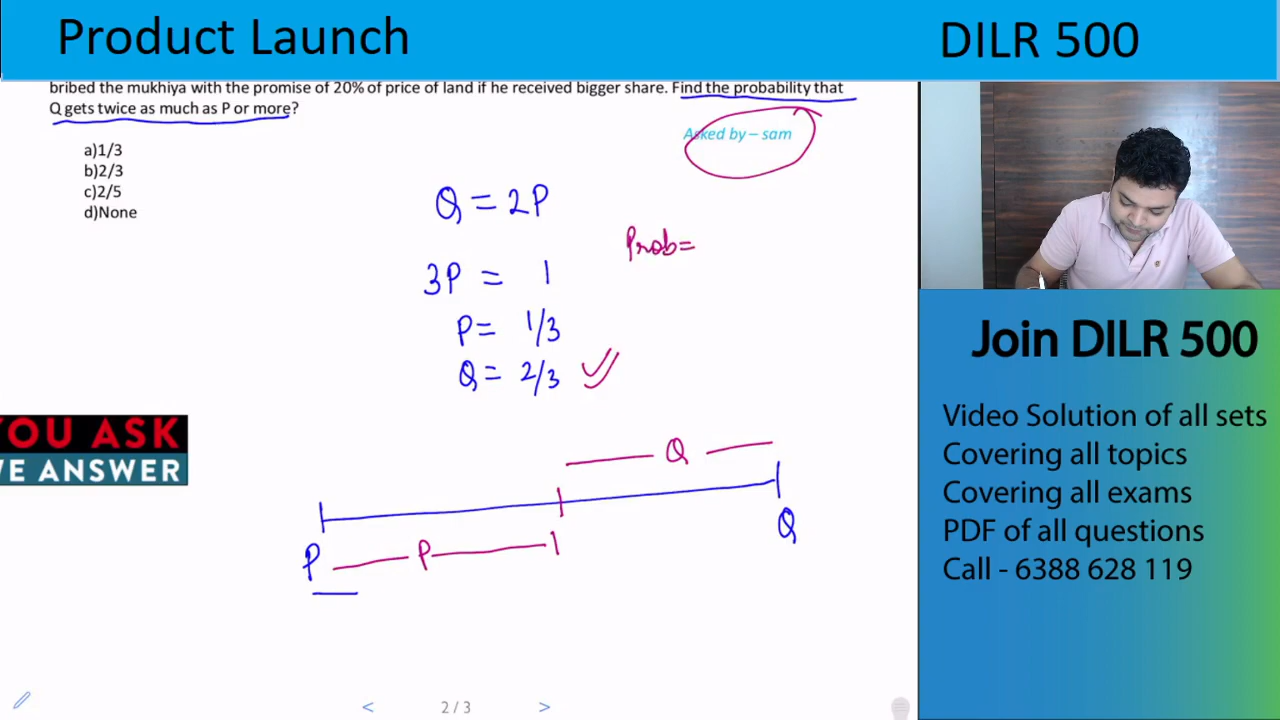 Product Launch
DILR 500
bribed the mukhiya with the promise of 20% of price of land if he received bigger share. Find the probability that
Q gets twice as much as P or more?
Asked by – sam
a)1/3
b)2/3
c)2/5
d)None
Q = 2P
Prob=
3P = 1
P = 1/3
Q = 2/3
YOU ASK
WE ANSWER
Q
P
P
Q
Join DILR 500
Video Solution of all sets
Covering all topics
Covering all exams
PDF of all questions
Call - 6388 628 119
< 2 / 3 >